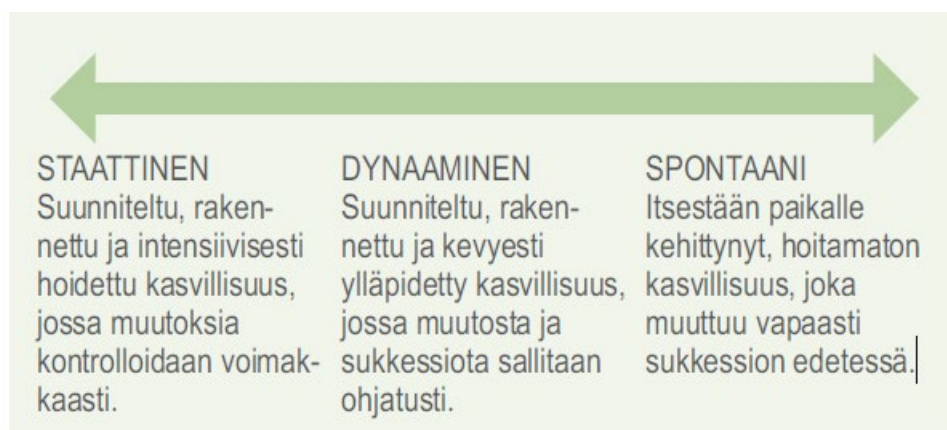 STAATTINEN
Suunniteltu, raken-
nettu ja intensiivisesti
hoidettu kasvillisuus,
jossa muutoksia
kontrolloidaan voimak-
kaasti.
DYNAAMINEN
Suunniteltu, raken-
nettu ja kevyesti
ylläpidetty kasvillisuus,
jossa muutosta ja
sukkessiota sallitaan
ohjatusti.
SPONTAANI
Itsestään paikalle
kehittynyt, hoitamaton
kasvillisuus, joka
muuttuu vapaasti
sukkession edetessä.